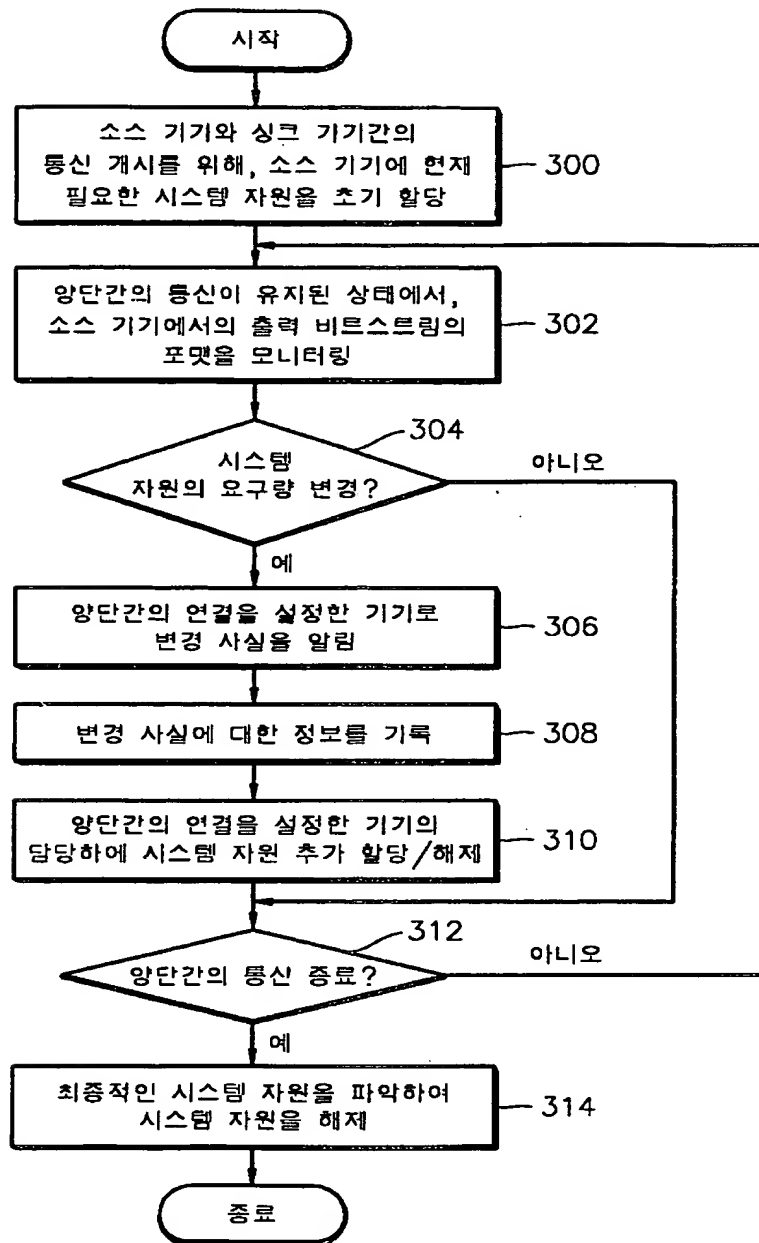 시작
소스 기기와 싱크 기기간의
통신 개시를 위해, 소스 기기에 현재
필요한 시스템 자원을 초기 할당
300
양단간의 통신이 유지된 상태에서,
소스 기기에서의 출력 비트스트림의
포맷을 모니터링
302
304
시스템
자원의 요구량 변경?
아니오
예
양단간의 연결을 설정한 기기로
변경 사실을 알림
306
변경 사실에 대한 정보를 기록
308
양단간의 연결을 설정한 기기의
담당하에 시스템 자원 추가 할당/해제
310
312
양단간의 통신 종료?
아니오
예
최종적인 시스템 자원을 파악하여
시스템 자원을 해제
314
종료